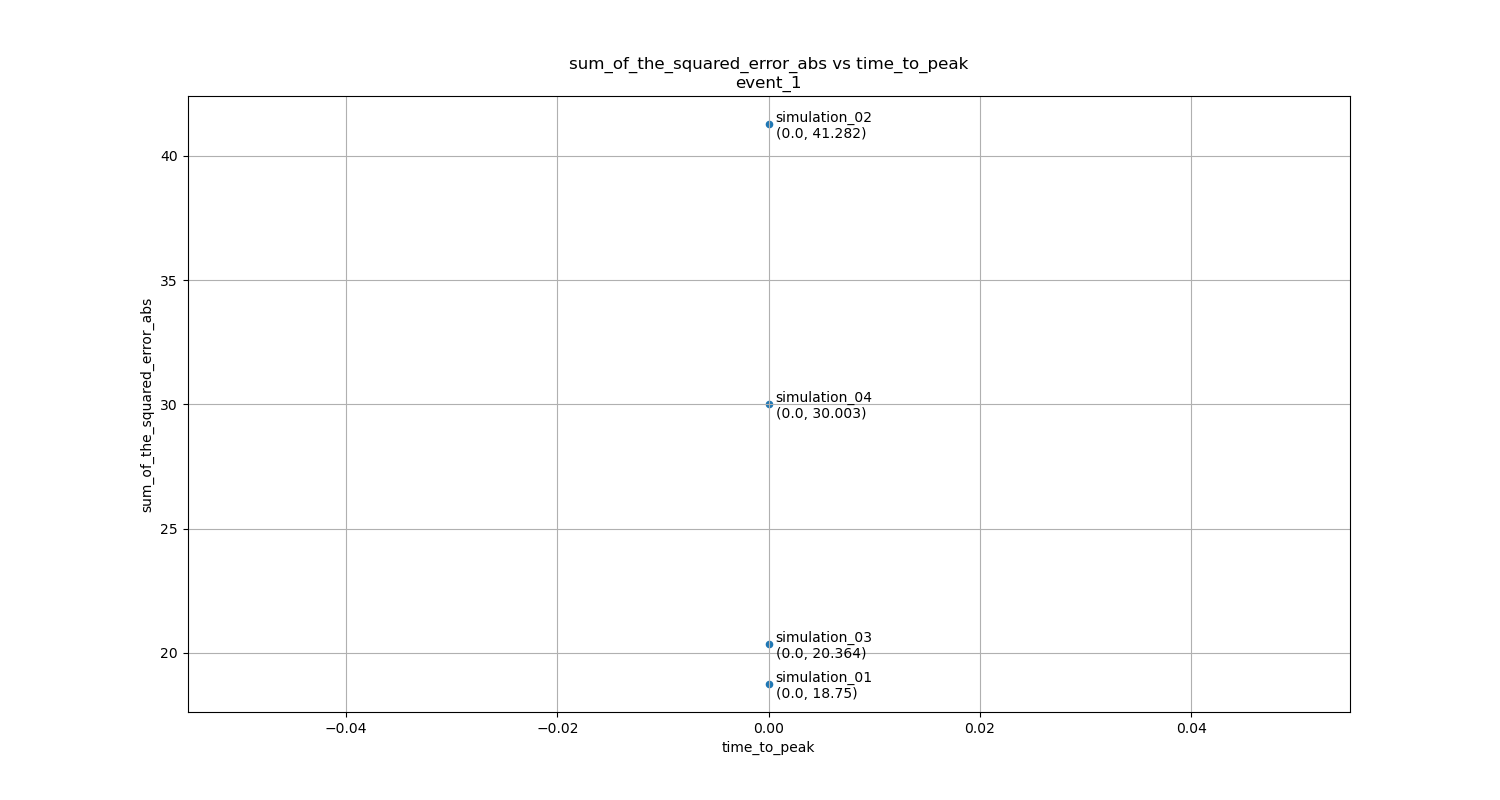 sum_of_the_squared_error_abs vs time_to_peak
event_1
simulation_02
(0.0, 41.282)
40
35
simulation_04
30
(0.0, 30.003)
sum_of_the_squared_error_abs
25
simulation_03
20
(0.0, 20.364)
simulation_01
(0.0, 18.75)
−0.04
−0.02
0.00
0.02
0.04
time_to_peak